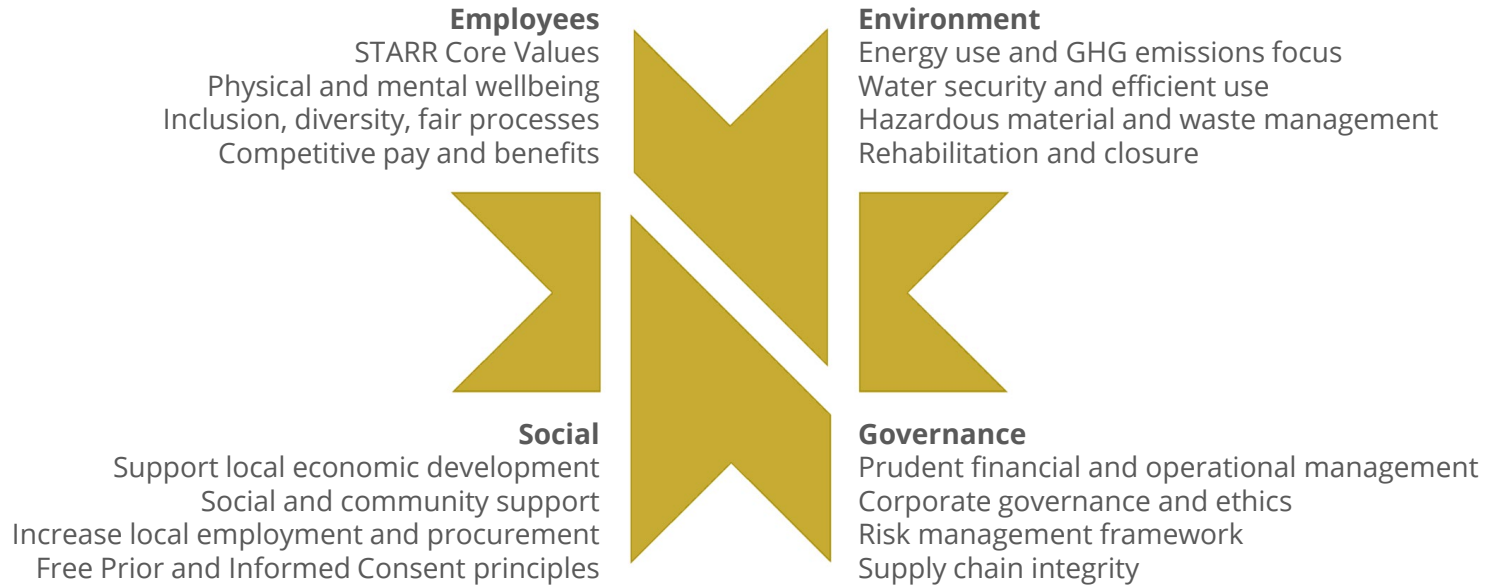 Employees
STARR Core Values
Physical and mental wellbeing
Inclusion, diversity, fair processes
Competitive pay and benefits
Environment
Energy use and GHG emissions focus
Water security and efficient use
Hazardous material and waste management
Rehabilitation and closure
Social
Support local economic development
Social and community support
Increase local employment and procurement
Free Prior and Informed Consent principles
Governance
Prudent financial and operational management
Corporate governance and ethics
Risk management framework
Supply chain integrity